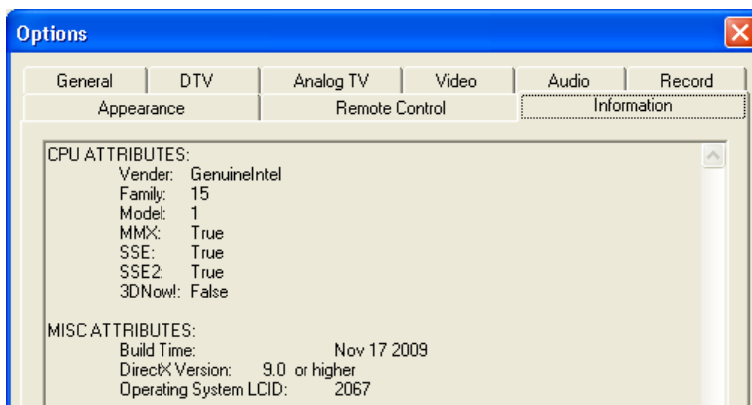 Options
General DTV Analog TV Video Audio Record
Appearance Remote Control Information
CPU ATTRIBUTES:
Vender: GenuineIntel
Family: 15
Model: 1
MMX: True
SSE: True
SSE2: True
3DNow!: False
MISC ATTRIBUTES:
Build Time: Nov 17 2009
DirectX Version: 9.0 or higher
Operating System LCID: 2067